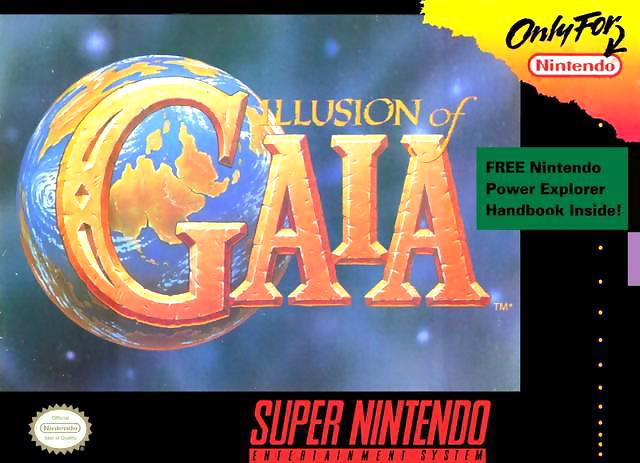 Only For
Nintendo
ILLUSION of
GAIA
TM*
FREE Nintendo
Power Explorer
Handbook Inside!
Official
Nintendo
Seal of Quality
SUPER NINTENDO
ENTERTAINMENT SYSTEM